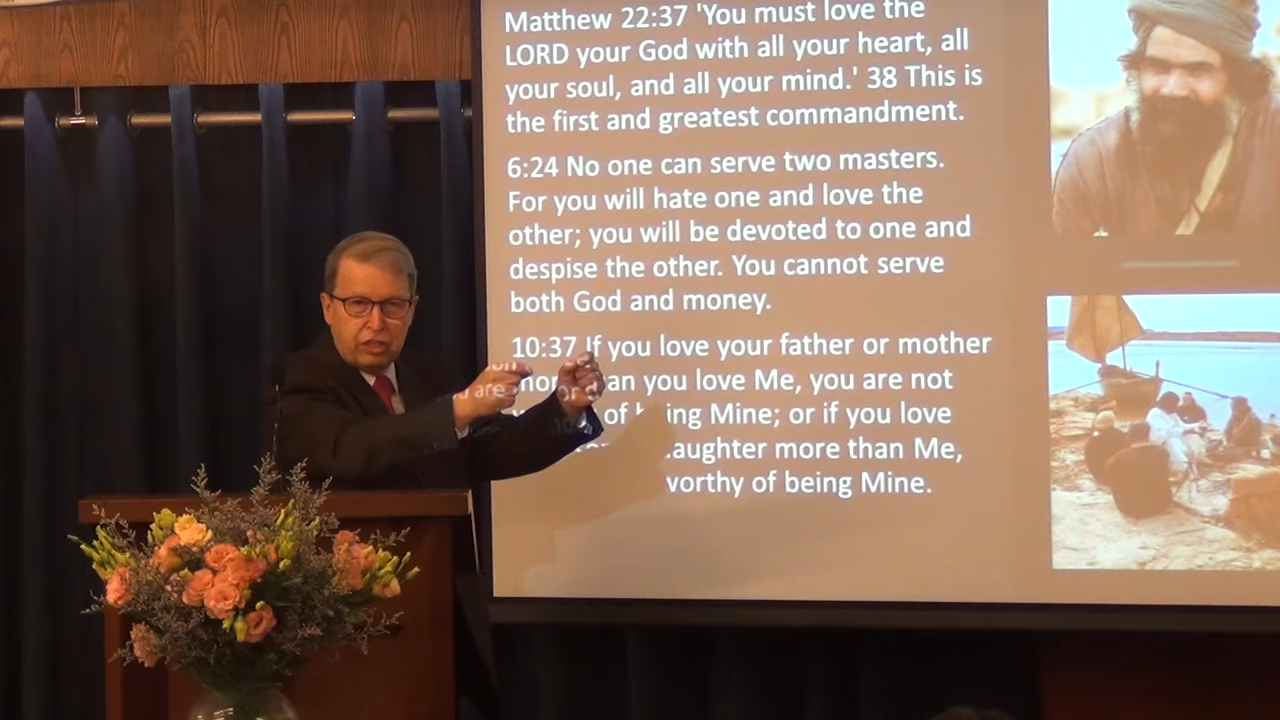 Matthew 22:37 'You must love the
LORD your God with all your heart, all
your soul, and all your mind.' 38 This is
the first and greatest commandment.
6:24 No one can serve two masters.
For you will hate one and love the
other; you will be devoted to one and
despise the other. You cannot serve
both God and money.
10:37 If you love your father or mother
you love Me, you are not
of being Mine; or if you love
more than Me,
worthy of being Mine.